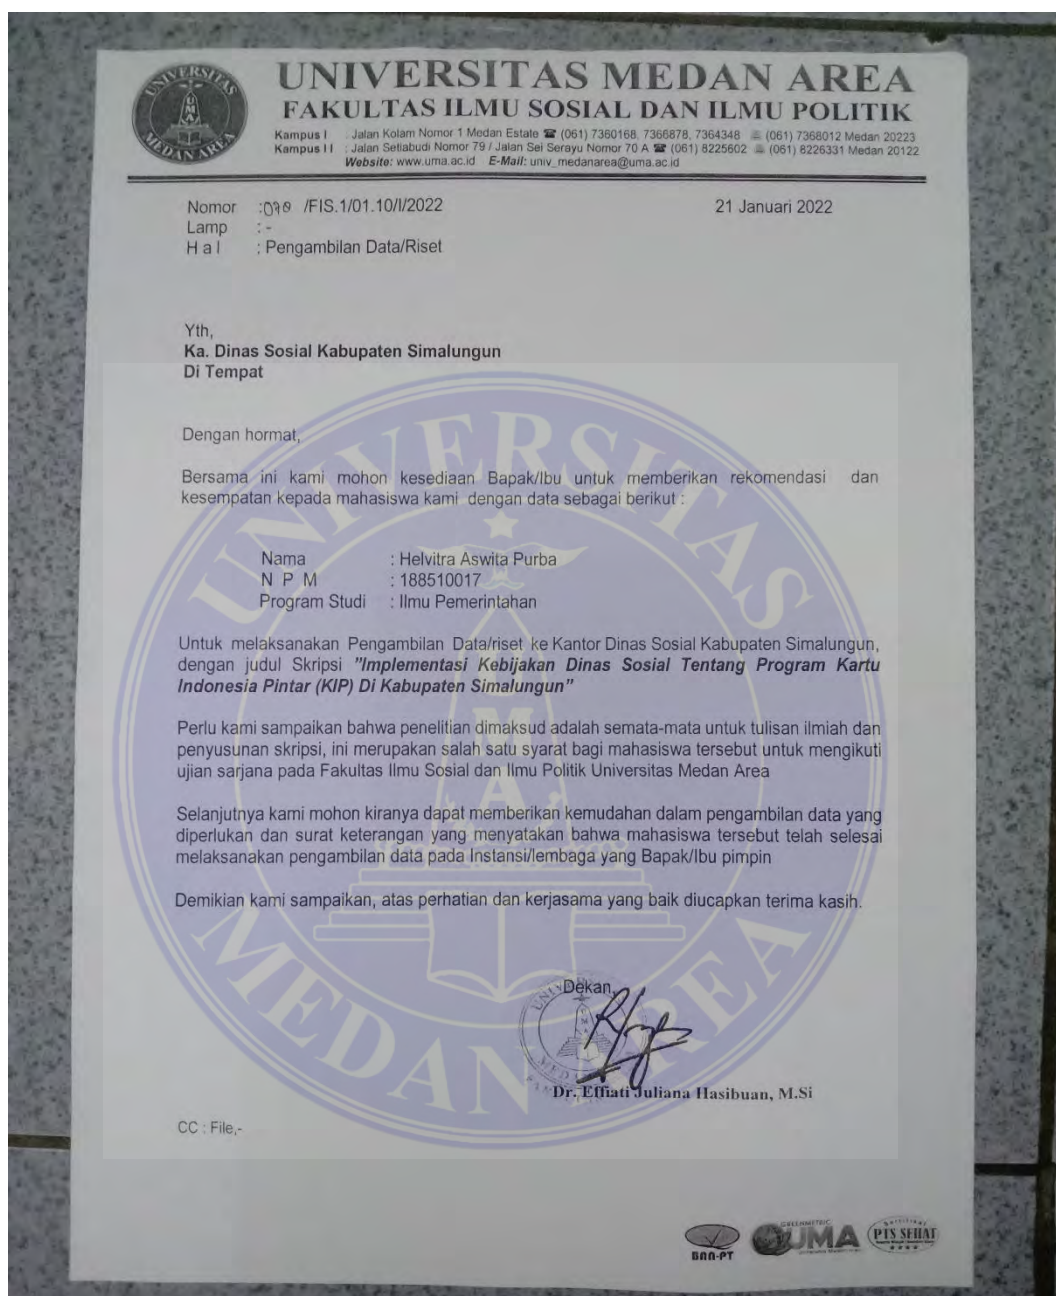 UNIVERSITAS MEDAN AREA
FAKULTAS ILMU SOSIAL DAN ILMU POLITIK
Kampus I : Jalan Kolam Nomor 1 Medan Estate ☎ (061) 7360168, 7366878, 7364348 (061) 7368012 Medan 20223
Kampus II : Jalan Setiabudi Nomor 79 / Jalan Sei Serayu Nomor 70 A ☎ (061) 8225602 (061) 8226331 Medan 20122
Website: www.uma.ac.id E-Mail: univ_medanarea@uma.ac.id
UNIVERSITAS
UMA
MEDAN AREA
Nomor : /FIS.1/01.10/I/2022 21 Januari 2022
Lamp : -
H a l : Pengambilan Data/Riset
Yth,
Ka. Dinas Sosial Kabupaten Simalungun
Di Tempat
Dengan hormat,
Bersama ini kami mohon kesediaan Bapak/Ibu untuk memberikan rekomendasi dan
kesempatan kepada mahasiswa kami dengan data sebagai berikut :
Nama : Helvitra Aswita Purba
N P M : 188510017
Program Studi : Ilmu Pemerintahan
Untuk melaksanakan Pengambilan Data/riset ke Kantor Dinas Sosial Kabupaten Simalungun,
dengan judul Skripsi "Implementasi Kebijakan Dinas Sosial Tentang Program Kartu
Indonesia Pintar (KIP) Di Kabupaten Simalungun"
Perlu kami sampaikan bahwa penelitian dimaksud adalah semata-mata untuk tulisan ilmiah dan
penyusunan skripsi, ini merupakan salah satu syarat bagi mahasiswa tersebut untuk mengikuti
ujian sarjana pada Fakultas Ilmu Sosial dan Ilmu Politik Universitas Medan Area
Selanjutnya kami mohon kiranya dapat memberikan kemudahan dalam pengambilan data yang
diperlukan dan surat keterangan yang menyatakan bahwa mahasiswa tersebut telah selesai
melaksanakan pengambilan data pada Instansi/lembaga yang Bapak/Ibu pimpin
Demikian kami sampaikan, atas perhatian dan kerjasama yang baik diucapkan terima kasih.
Dekan,
Dr. Effiati Juliana Hasibuan, M.Si
CC : File,-
UNIVERSITAS
UMA
MEDAN AREA
BAN-PT
GREENMETRIC
UMA
PTS SEHAT